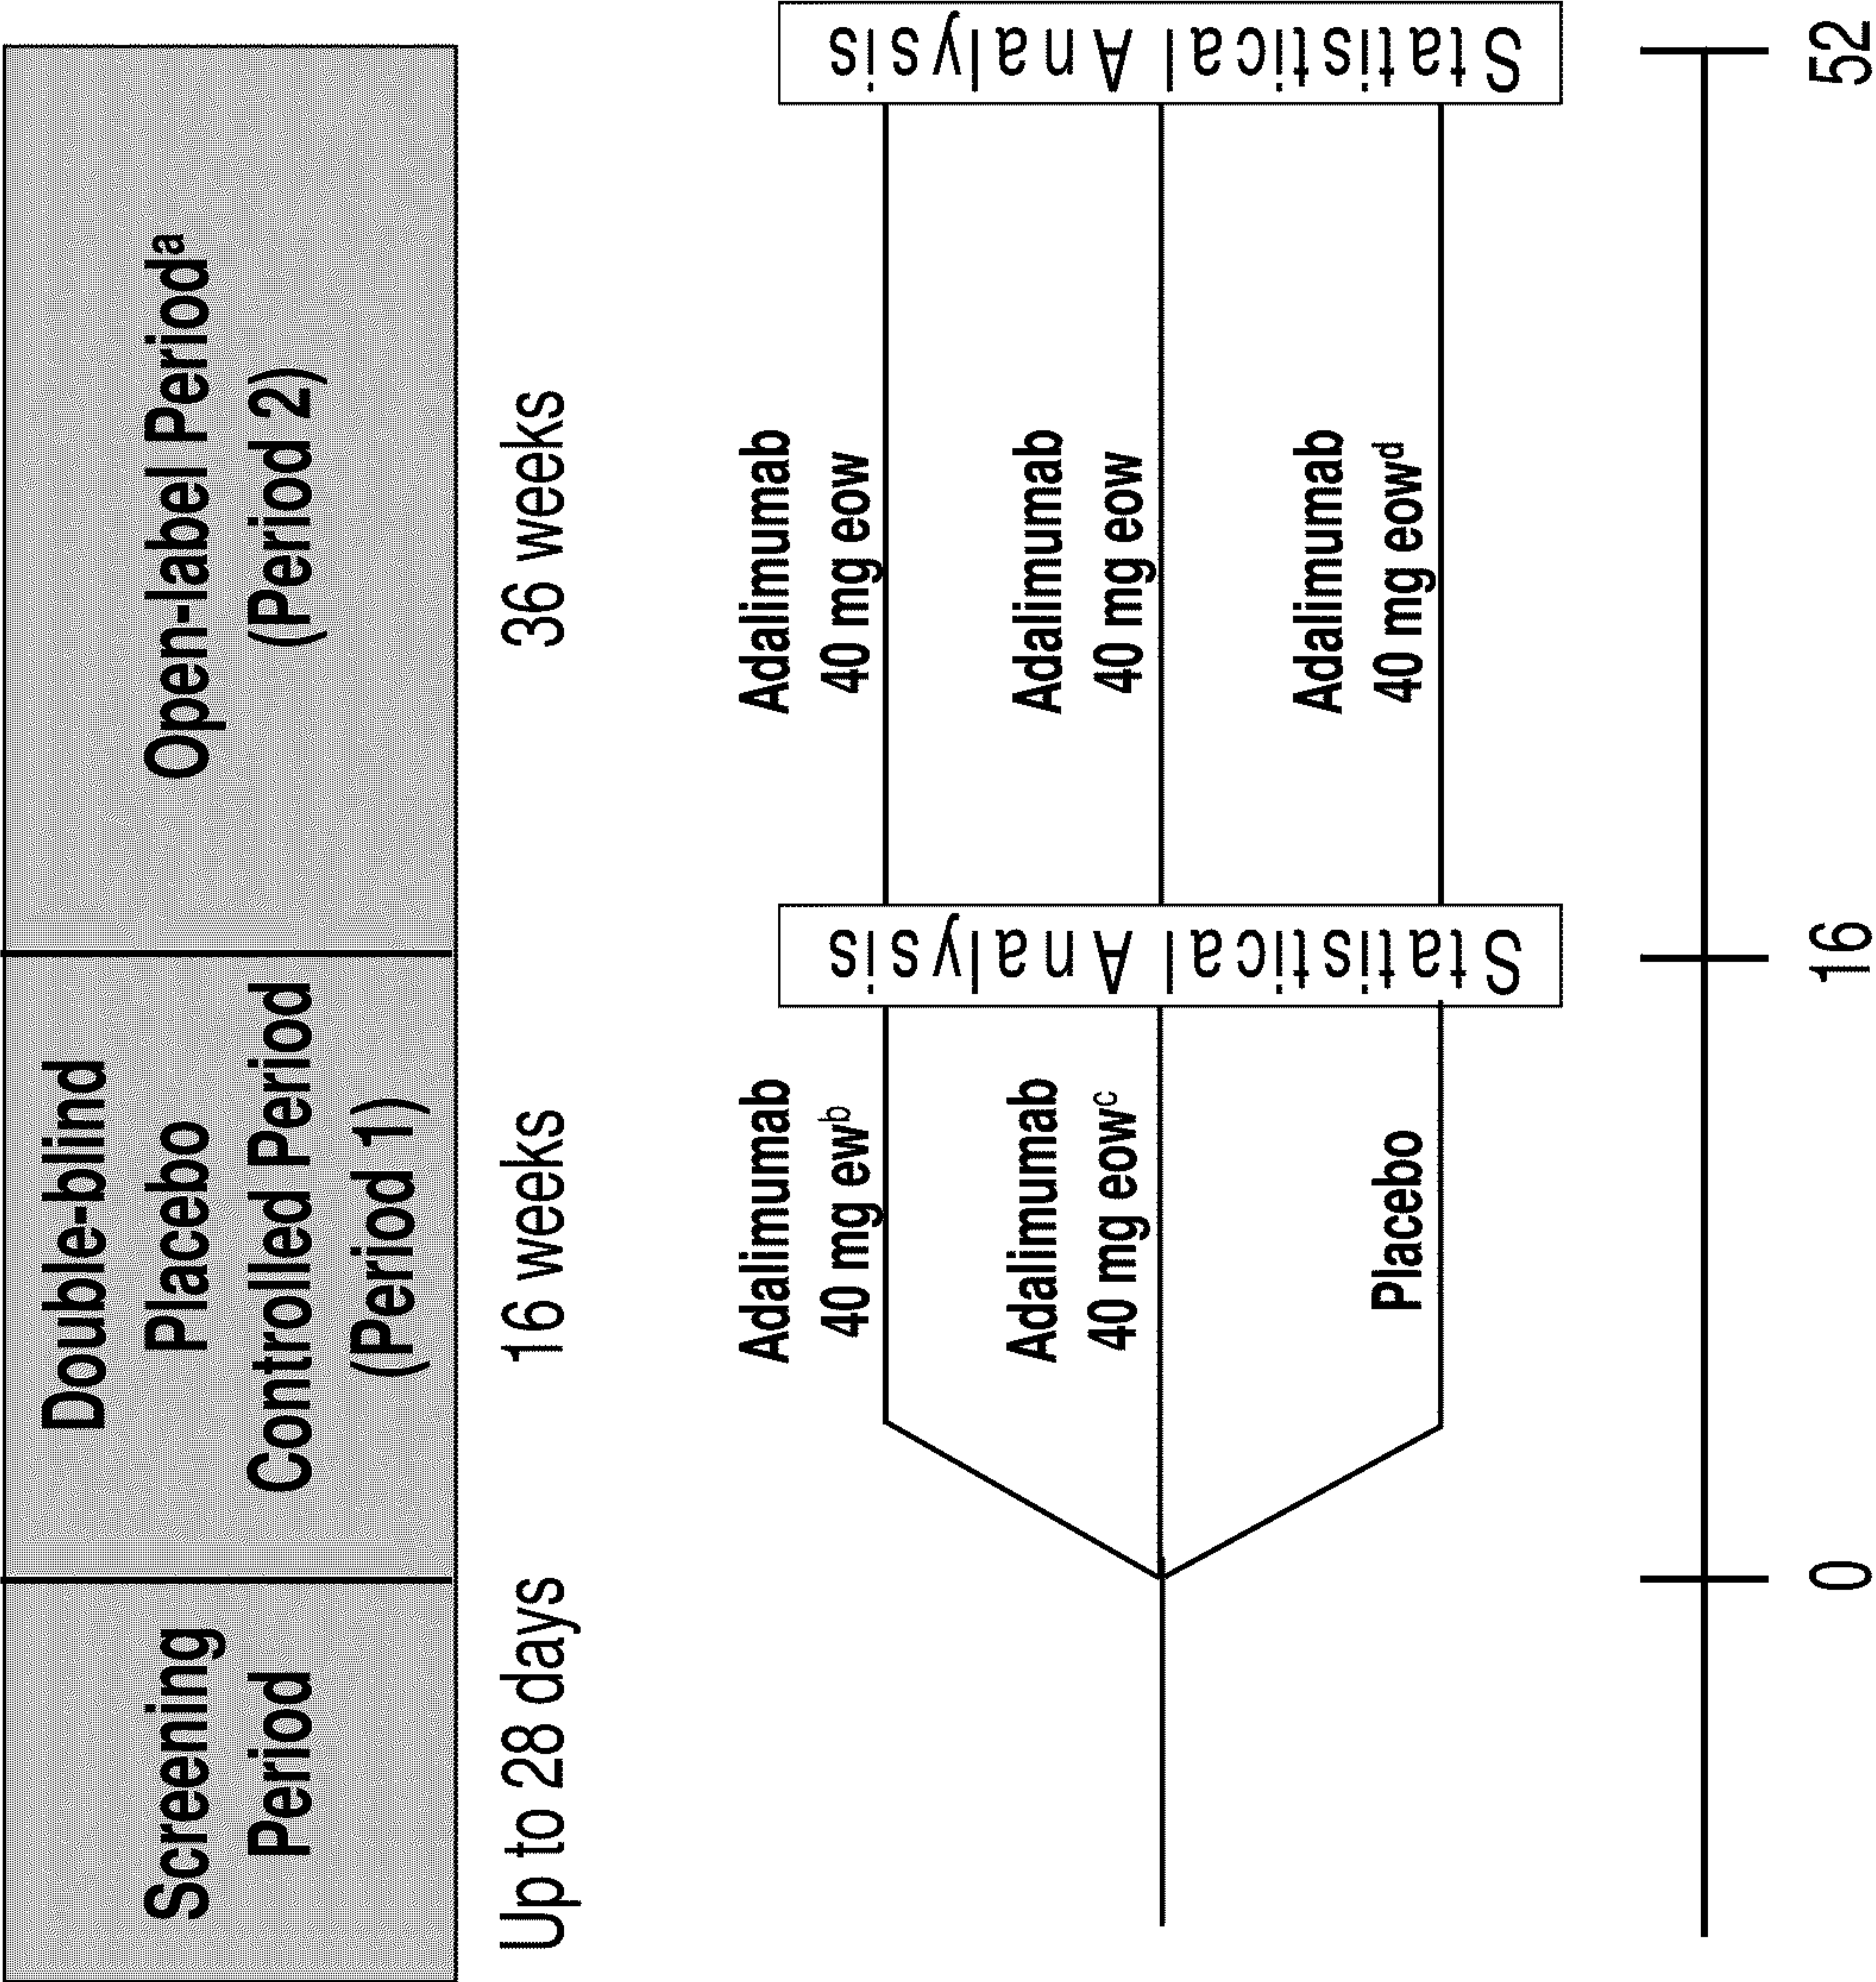 Screening
Period
Double-blind
Placebo
Controlled Period
(Period 1)
Open-label Periodᵃ
(Period 2)
Up to 28 days
16 weeks
36 weeks
Adalimumab
40 mg ewᵇ
Adalimumab
40 mg eow
Adalimumab
40 mg eowᶜ
Adalimumab
40 mg eow
Placebo
Adalimumab
40 mg eowᵈ
Statistical Analysis
Statistical Analysis
0
16
52